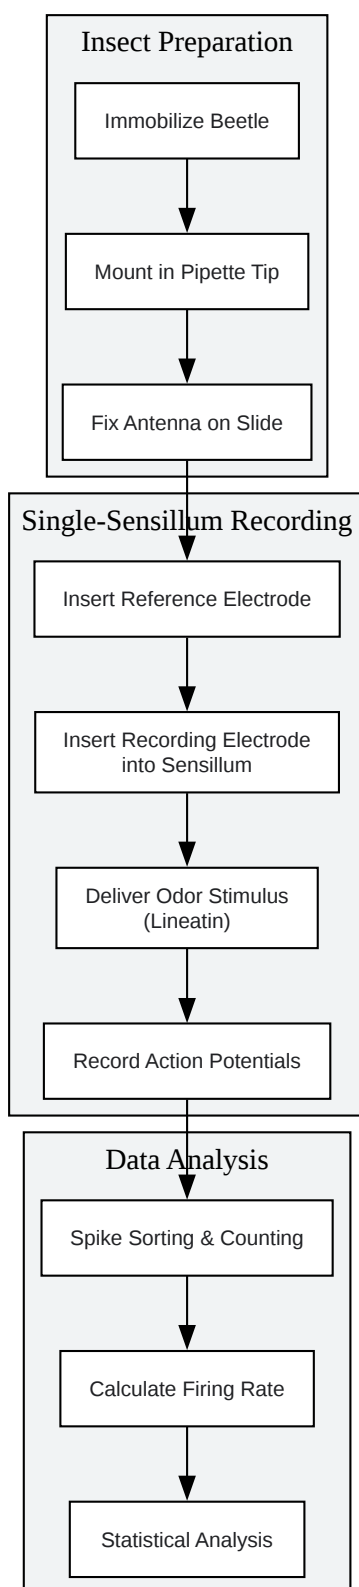 Insect Preparation
Immobilize Beetle
Mount in Pipette Tip
Fix Antenna on Slide
Single-Sensillum Recording
Insert Reference Electrode
Insert Recording Electrode
into Sensillum
Deliver Odor Stimulus
(Lineatin)
Record Action Potentials
Data Analysis
Spike Sorting & Counting
Calculate Firing Rate
Statistical Analysis